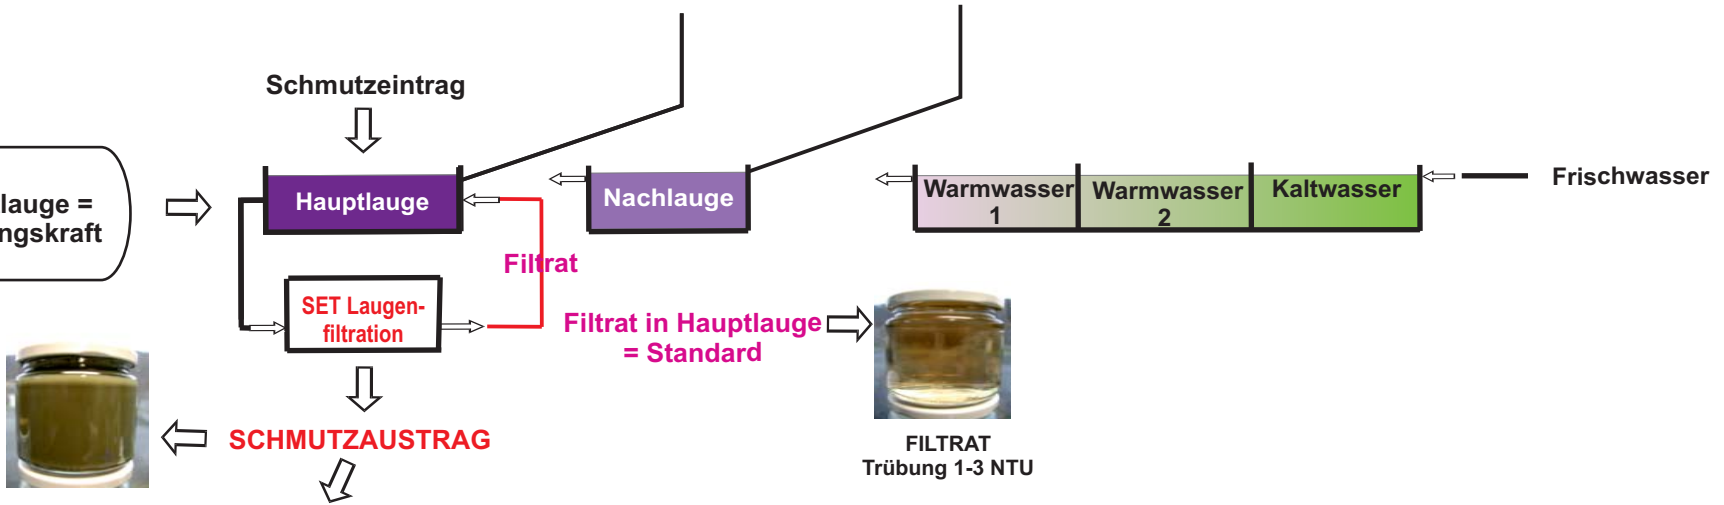 Schmutzeintrag
lauge =
ngskraft
Hauptlauge
Nachlauge
Warmwasser
1
Warmwasser
2
Kaltwasser
Frischwasser
Filtrat
SET Laugen-
filtration
Filtrat in Hauptlauge
= Standard
SCHMUTZAUSTRAG
FILTRAT
Trübung 1-3 NTU